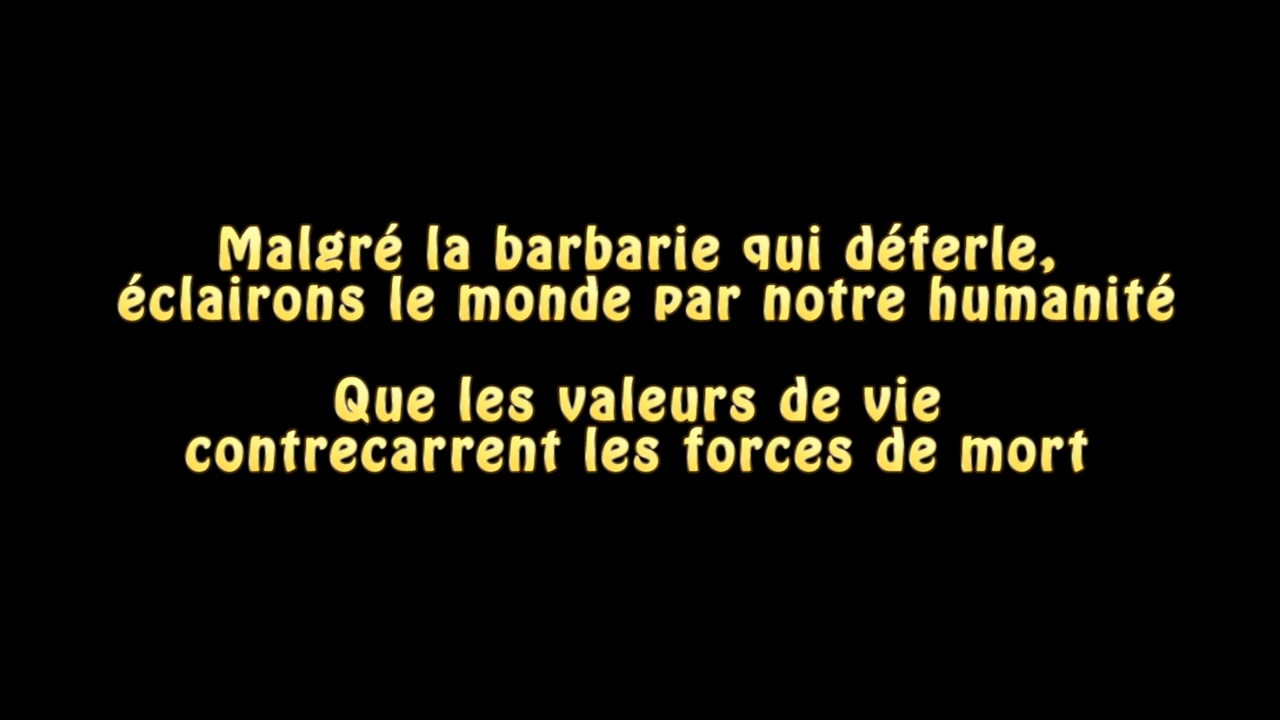 Malgré la barbarie qui déferle,
éclairons le monde par notre humanité
Que les valeurs de vie
contrecarrent les forces de mort